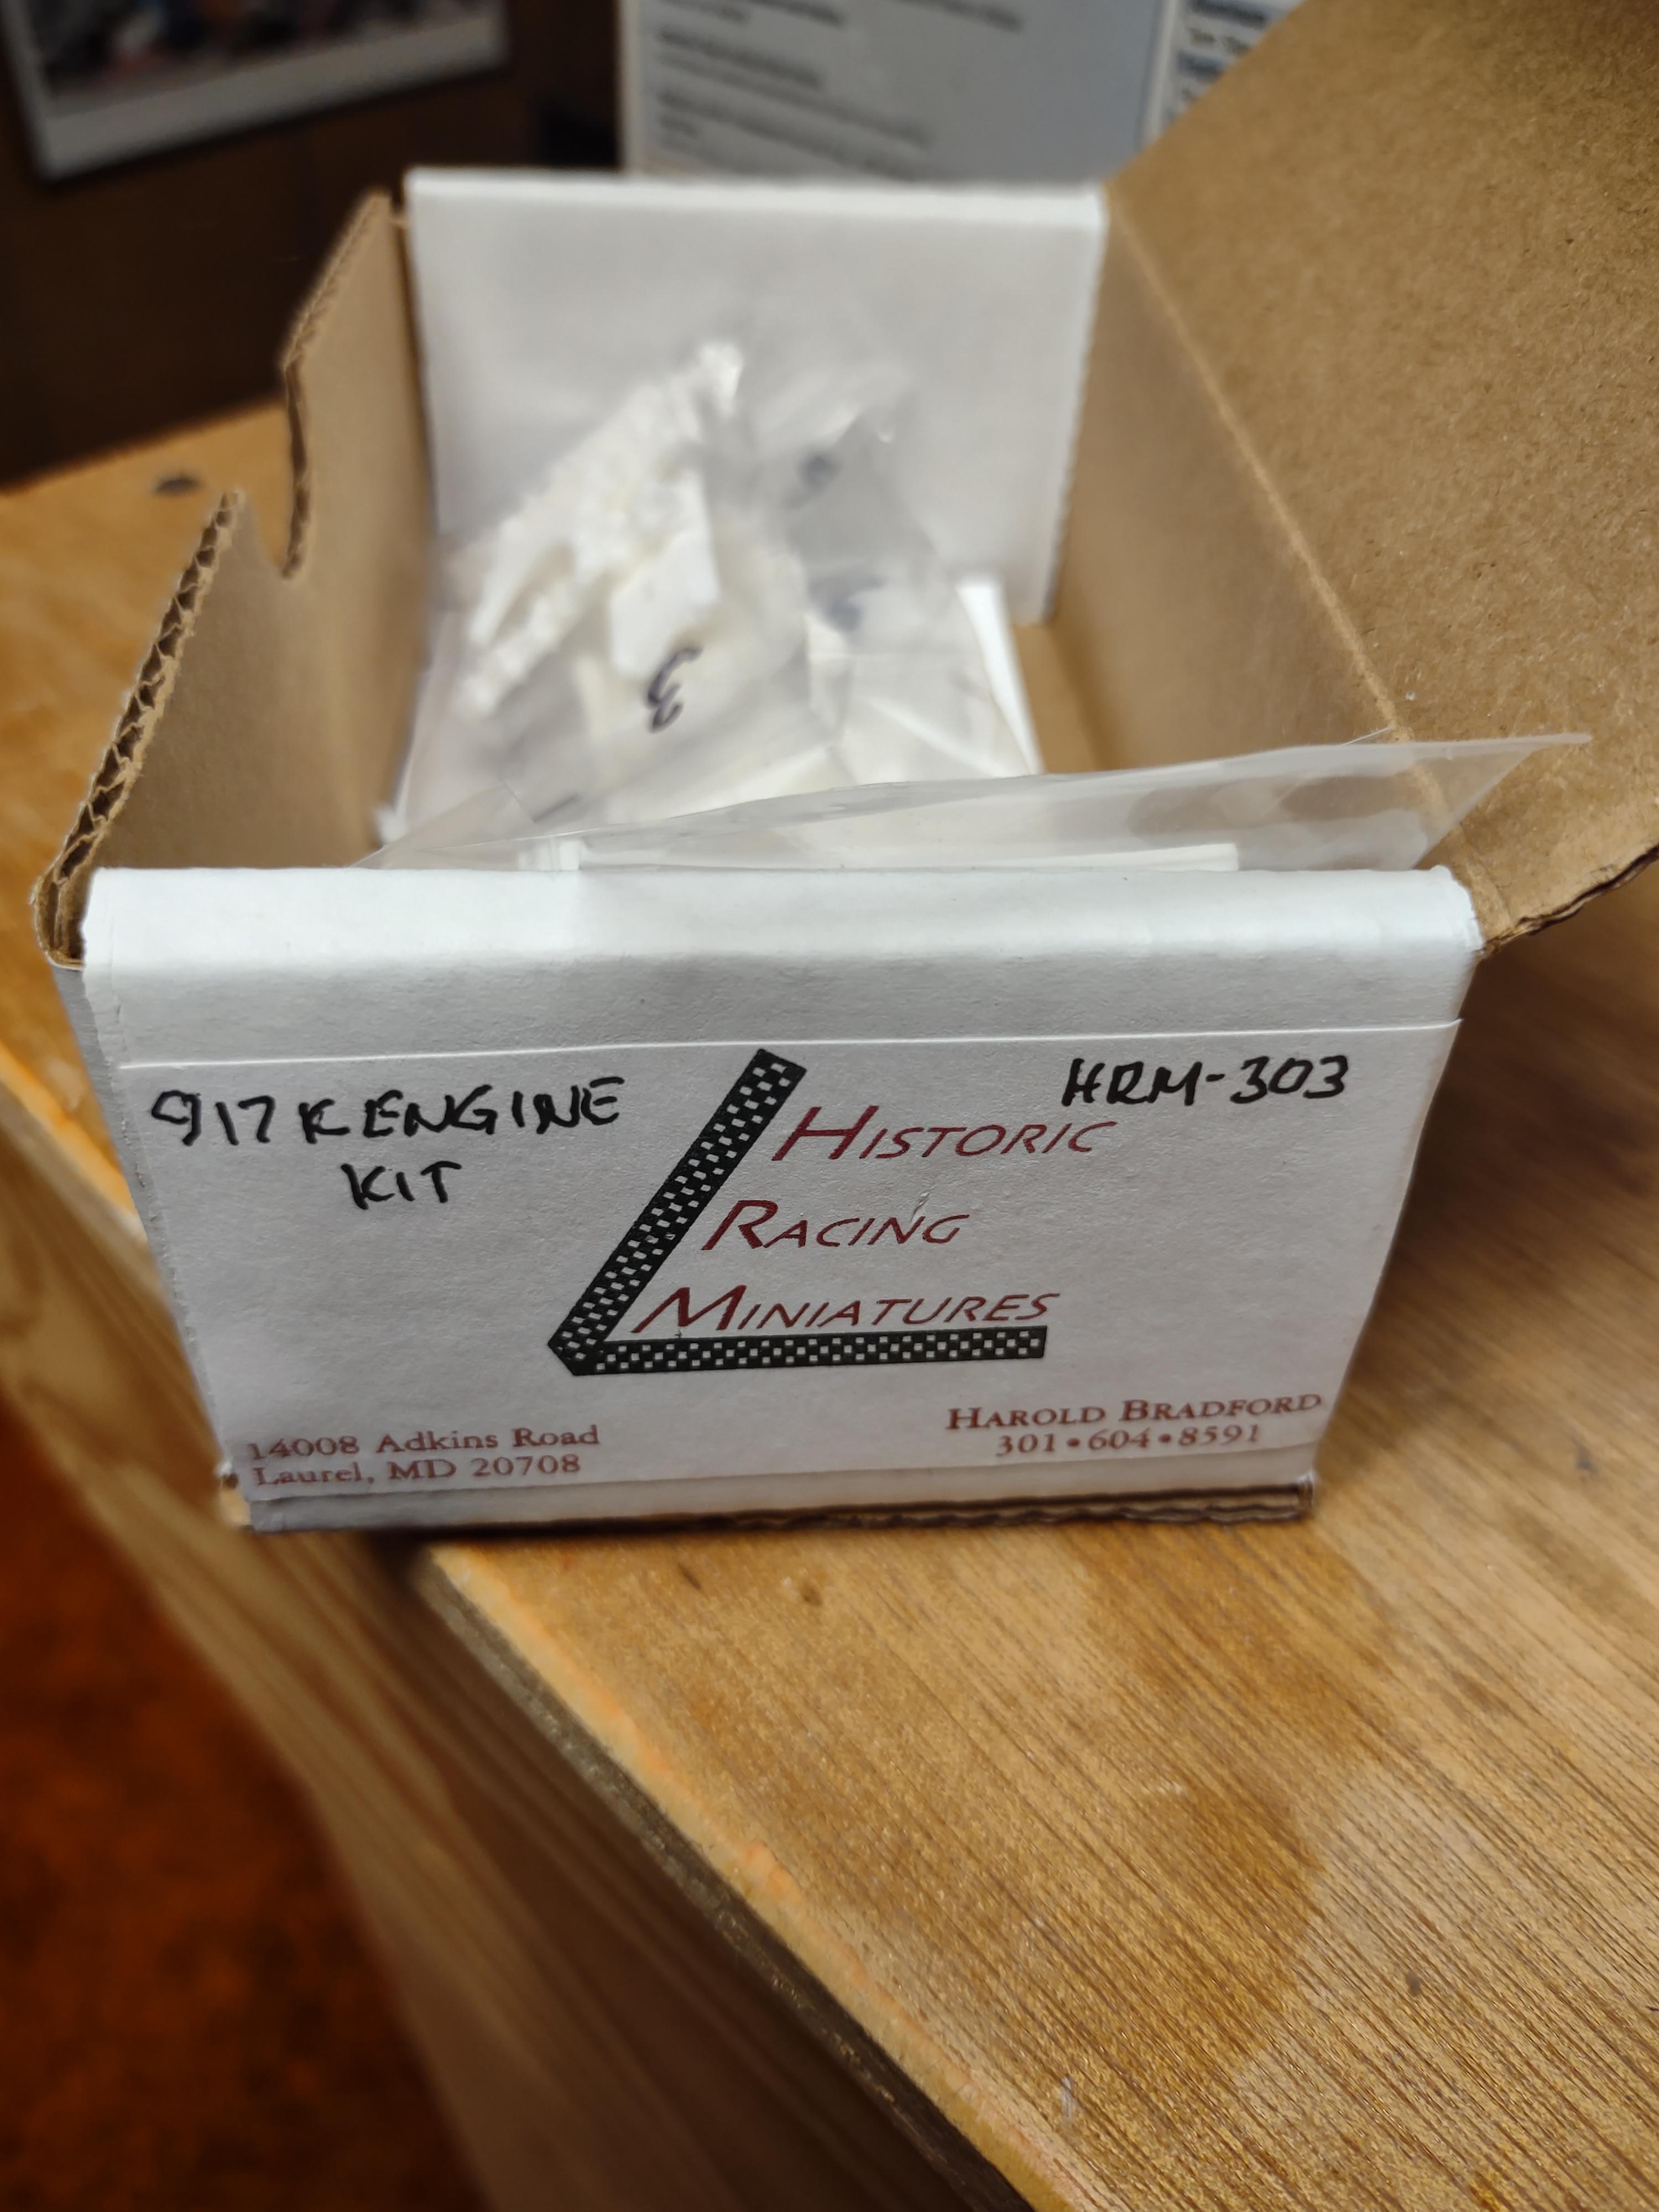 3
917K ENGINE
KIT
HRM-303
HISTORIC
RACING
MINIATURES
14008 Adkins Road
Laurel, MD 20708
HAROLD BRADFORD
301•604•8591